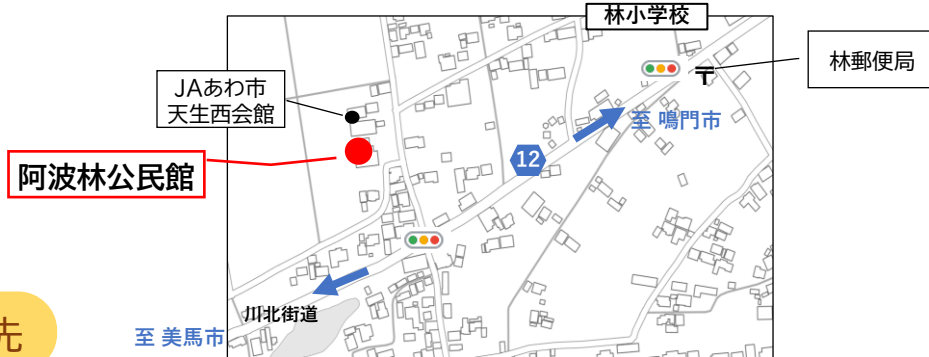 林小学校
林郵便局
JAあわ市
天生西会館
至 鳴門市
阿波林公民館
12
川北街道
至 美馬市
先